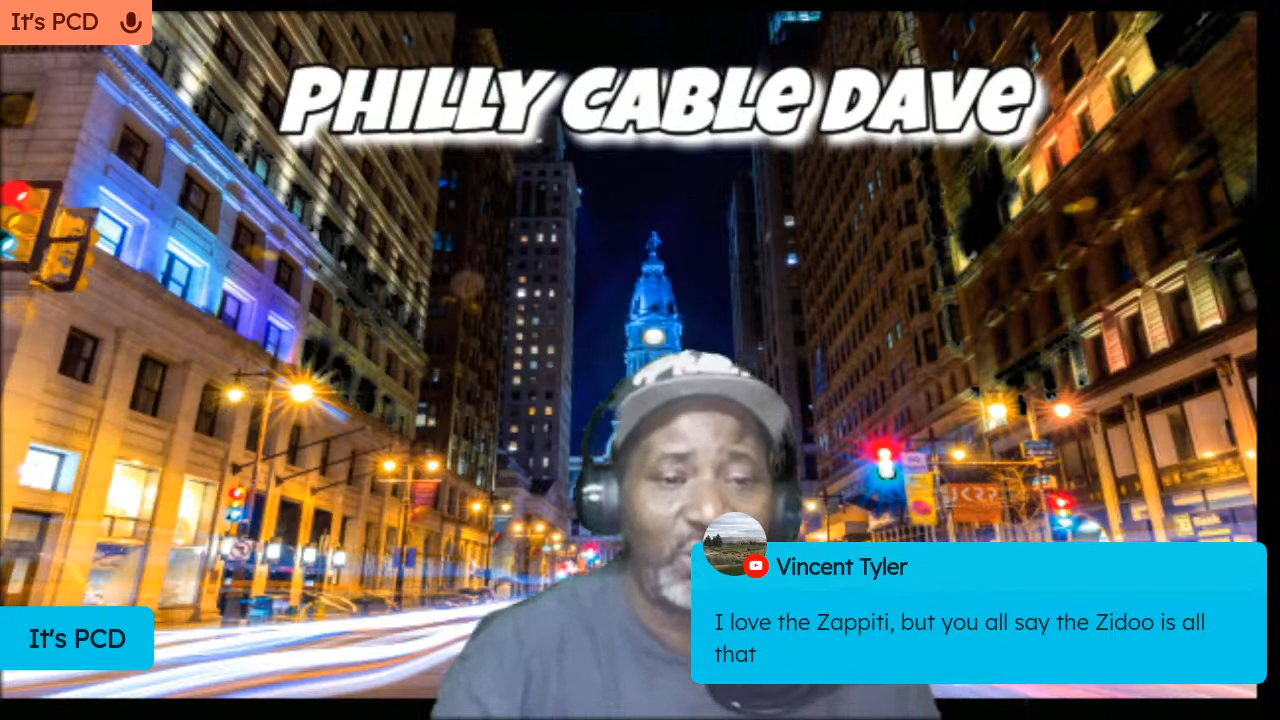 It's PCD
PHILLY CABLE DAVE
It's PCD
Vincent Tyler
I love the Zappiti, but you all say the Zidoo is all
that